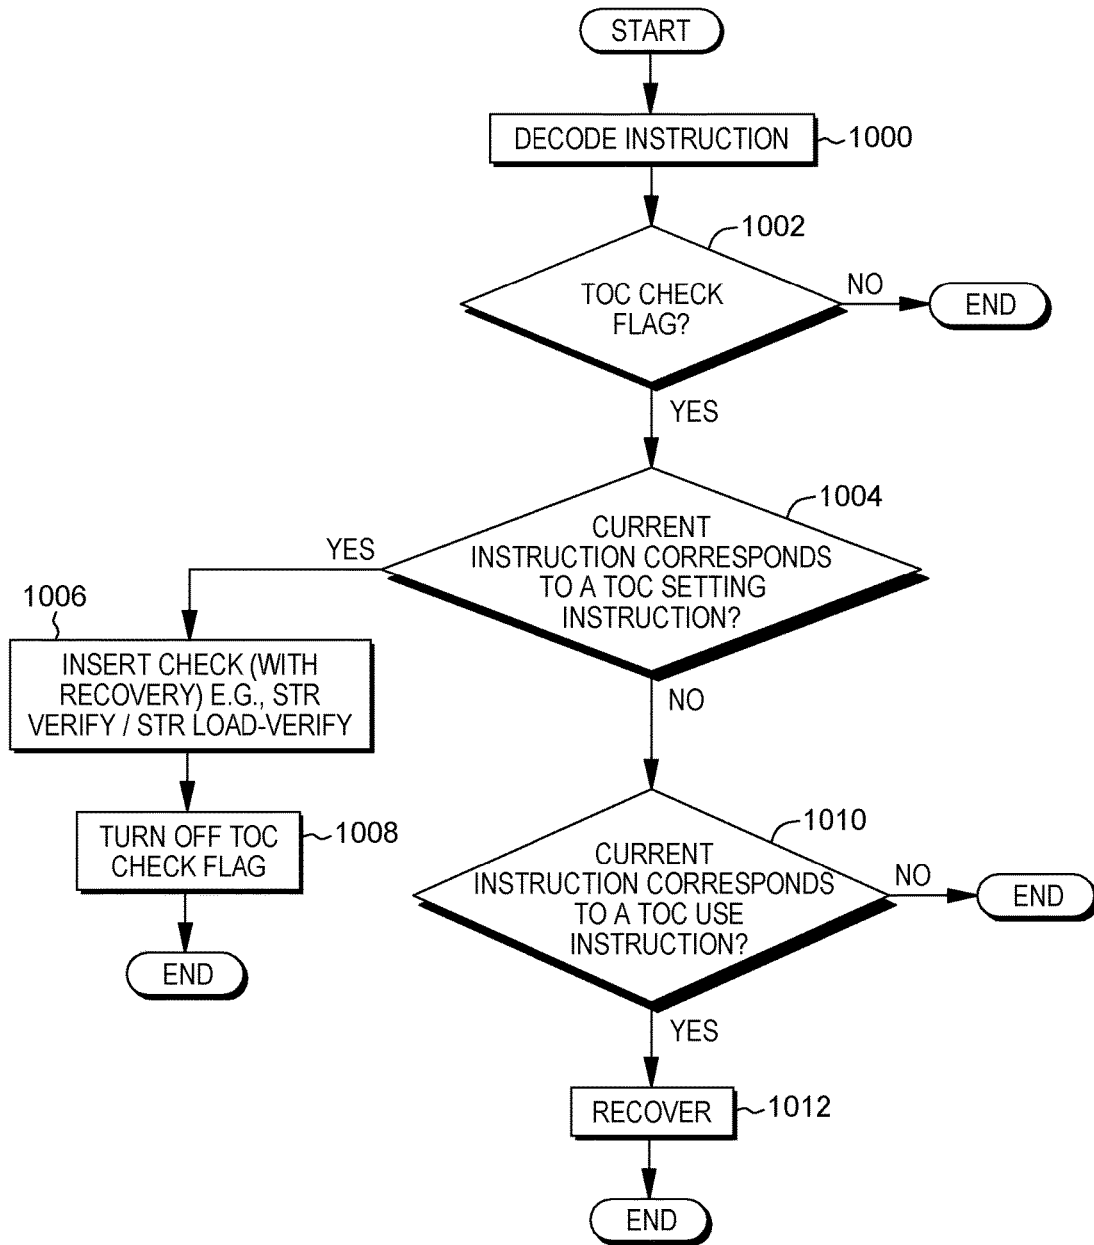 START
DECODE INSTRUCTION
1000
1002
TOC CHECK
FLAG?
NO
END
YES
1004
CURRENT
INSTRUCTION CORRESPONDS
TO A TOC SETTING
INSTRUCTION?
YES
1006
INSERT CHECK (WITH
RECOVERY) E.G., STR
VERIFY / STR LOAD-VERIFY
NO
TURN OFF TOC
CHECK FLAG
1008
END
1010
CURRENT
INSTRUCTION CORRESPONDS
TO A TOC USE
INSTRUCTION?
NO
END
YES
RECOVER
1012
END